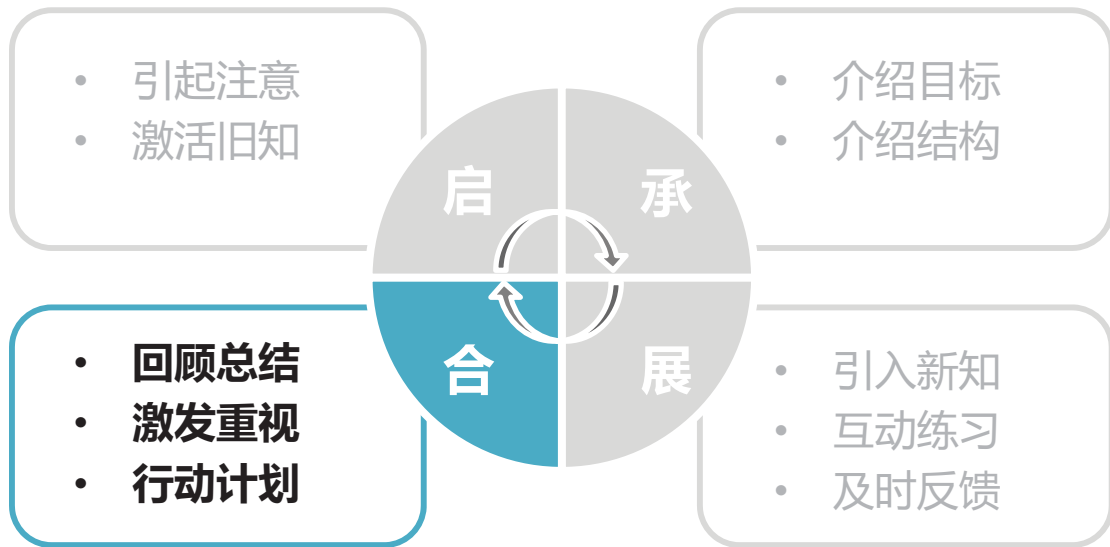 • 引起注意
• 激活旧知
• 介绍目标
• 介绍结构
启
承
合
展
• 回顾总结
• 激发重视
• 行动计划
• 引入新知
• 互动练习
• 及时反馈